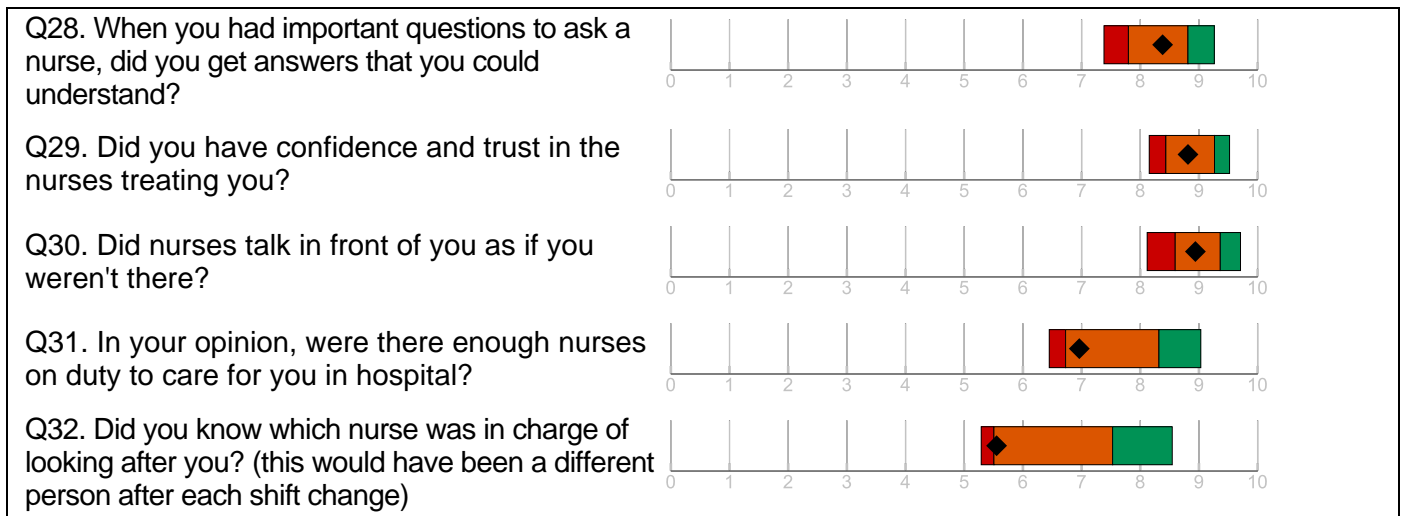 Q28. When you had important questions to ask a
nurse, did you get answers that you could
understand?
0 1 2 3 4 5 6 7 8 9 10
Q29. Did you have confidence and trust in the
nurses treating you?
0 1 2 3 4 5 6 7 8 9 10
Q30. Did nurses talk in front of you as if you
weren't there?
0 1 2 3 4 5 6 7 8 9 10
Q31. In your opinion, were there enough nurses
on duty to care for you in hospital?
0 1 2 3 4 5 6 7 8 9 10
Q32. Did you know which nurse was in charge of
looking after you? (this would have been a different
person after each shift change)
0 1 2 3 4 5 6 7 8 9 10